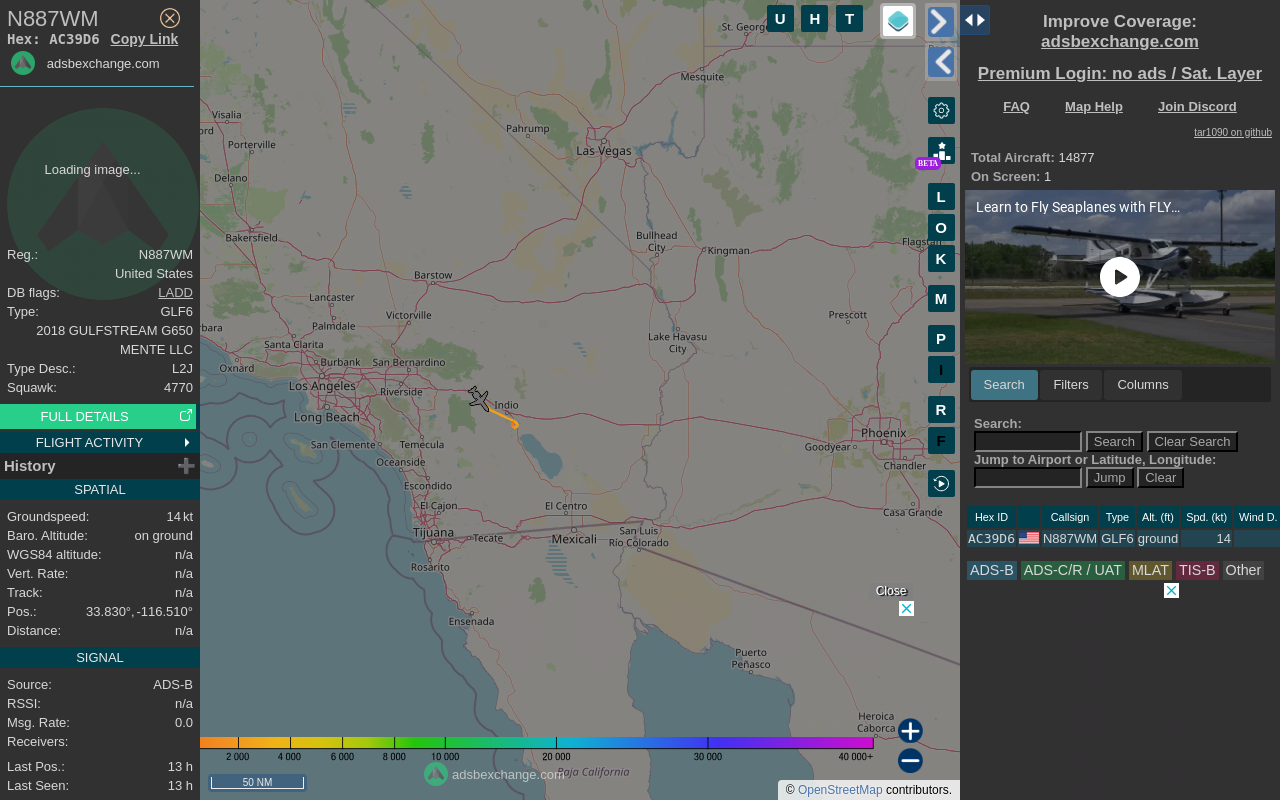 N887WM
Hex: AC39D6 Copy Link
adsbexchange.com
Loading image...
Reg.: N887WM
United States
DB flags: LADD
Type: GLF6
2018 GULFSTREAM G650
MENTE LLC
Type Desc.: L2J
Squawk: 4770
FULL DETAILS
FLIGHT ACTIVITY
History
SPATIAL
Groundspeed: 14 kt
Baro. Altitude: on ground
WGS84 altitude: n/a
Vert. Rate: n/a
Track: n/a
Pos.: 33.830°, -116.510°
Distance: n/a
SIGNAL
Source: ADS-B
RSSI: n/a
Msg. Rate: 0.0
Receivers:
Last Pos.: 13 h
Last Seen: 13 h
U H T
St. George
Mesquite
Visalia
ord
Porterville
Pahrump
Las Vegas
BETA
Delano
L
O
K
Bakersfield
Bullhead
City
Kingman
Flagstaff
Barstow
Lancaster
Victorville
M
Palmdale
Prescott
bara
Santa Clarita
Lake Havasu
City
P
Burbank
San Bernardino
Oxnard
I
Los Angeles
Riverside
Indio
R
Long Beach
Phoenix
F
San Clemente
Temecula
Goodyear
Oceanside
Chandler
Escondido
El Cajon
El Centro
Casa Grande
Tijuana
Tecate
Mexicali
San Luis
Río Colorado
Rosarito
Close
Ensenada
Puerto
Peñasco
Heroica
Caborca
2 000 4 000 6 000 8 000 10 000 20 000 30 000 40 000+
adsbexchange.com
Baja California
50 NM
© OpenStreetMap contributors.
Improve Coverage:
adsbexchange.com
Premium Login: no ads / Sat. Layer
FAQ Map Help Join Discord
tar1090 on github
Total Aircraft: 14877
On Screen: 1
Learn to Fly Seaplanes with FLY...
Search Filters Columns
Search:
Search Clear Search
Jump to Airport or Latitude, Longitude:
Jump Clear
Hex ID Callsign Type Alt. (ft) Spd. (kt) Wind D.
AC39D6 N887WM GLF6 ground 14
ADS-B ADS-C/R / UAT MLAT TIS-B Other